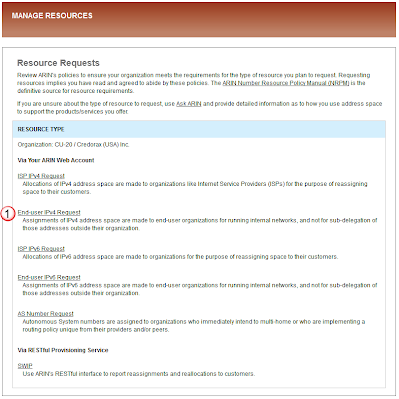 MANAGE RESOURCES
Resource Requests
Review ARIN's policies to ensure your organization meets the requirements for the type of resource you plan to request. Requesting
resources implies you have read and agreed to abide by these policies. The ARIN Number Resource Policy Manual (NRPM) is
the definitive source for resource requirements.
If you are unsure about the type of resource to request, use Ask ARIN and provide detailed information as to how you use address space
to support the products/services you offer.
RESOURCE TYPE
Organization: CU-20 / Credorax (USA) Inc.
Via Your ARIN Web Account
ISP IPv4 Request
Allocations of IPv4 address space are made to organizations like Internet Service Providers (ISPs) for the purpose of reassigning
space to their customers.
1 End-user IPv4 Request
Assignments of IPv4 address space are made to end-user organizations for running internal networks, and not for sub-delegation of
those addresses outside their organization.
ISP IPv6 Request
Allocations of IPv6 address space are made to organizations for the purpose of reassigning space to their customers.
End-user IPv6 Request
Assignments of IPv6 address space are made to end-user organizations for running internal networks, and not for sub-delegation of
those addresses outside their organization.
AS Number Request
Autonomous System numbers are assigned to organizations who immediately intend to multi-home or who are implementing a
routing policy unique from their providers and/or peers.
Via RESTful Provisioning Service
SWIP
Use ARIN's RESTful interface to report reassignments and reallocations to customers.